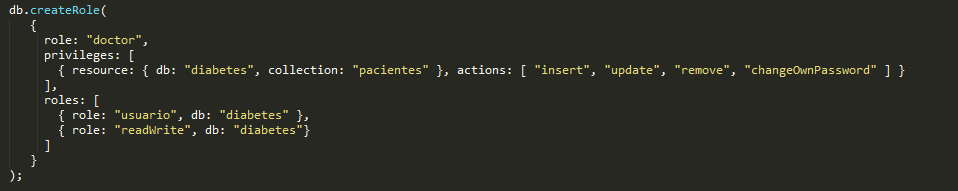 db.createRole(
{
role: "doctor",
privileges: [
{ resource: { db: "diabetes", collection: "pacientes" }, actions: [ "insert", "update", "remove", "changeOwnPassword" ] }
],
roles: [
{ role: "usuario", db: "diabetes" },
{ role: "readWrite", db: "diabetes"}
]
}
);